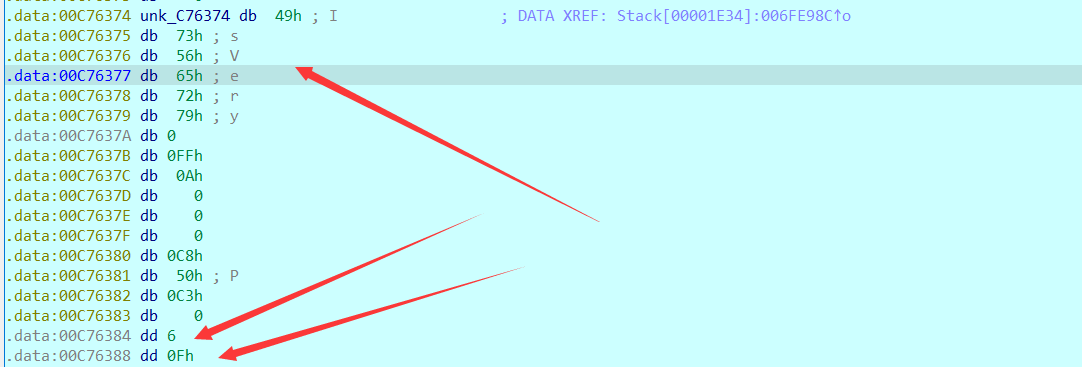 .data:00C76374 unk_C76374 db  49h ; I                 ; DATA XREF: Stack[00001E34]:006FE98C↑o
.data:00C76375 db  73h ; s
.data:00C76376 db  56h ; V
.data:00C76377 db  65h ; e
.data:00C76378 db  72h ; r
.data:00C76379 db  79h ; y
.data:00C7637A db 0
.data:00C7637B db 0FFh
.data:00C7637C db  0Ah
.data:00C7637D db    0
.data:00C7637E db    0
.data:00C7637F db    0
.data:00C76380 db 0C8h
.data:00C76381 db  50h ; P
.data:00C76382 db 0C3h
.data:00C76383 db    0
.data:00C76384 dd 6
.data:00C76388 dd 0Fh